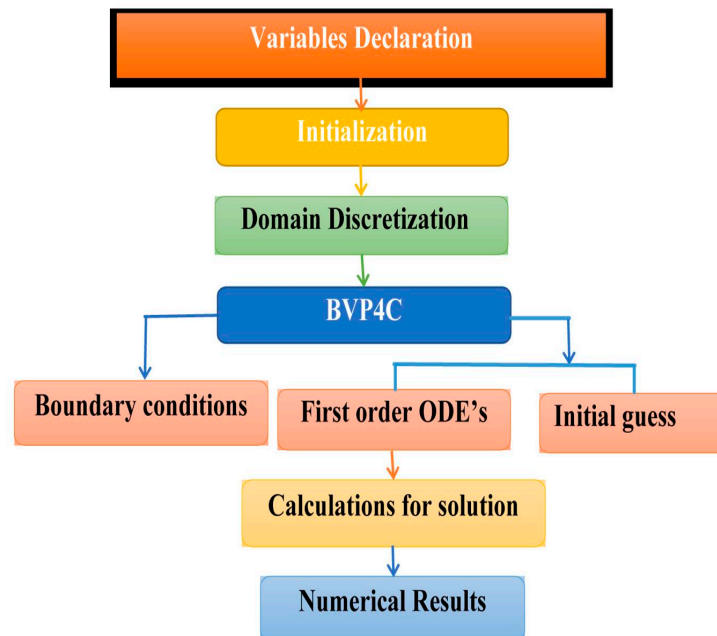 Variables Declaration
Initialization
Domain Discretization
BVP4C
Boundary conditions
First order ODE's
Initial guess
Calculations for solution
Numerical Results